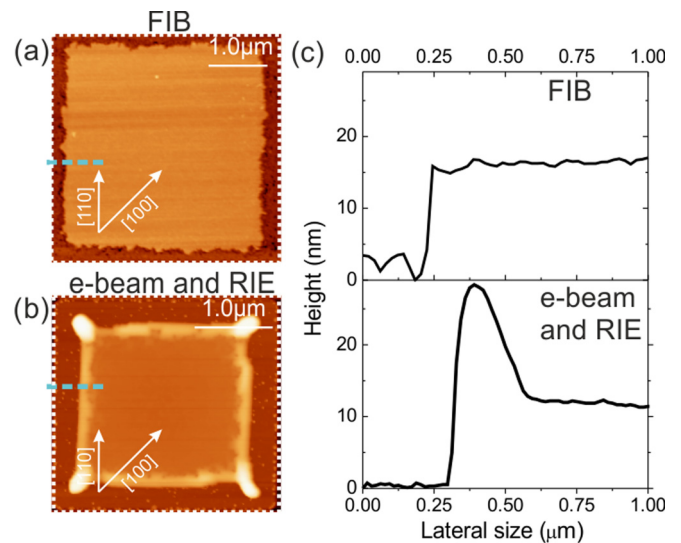 FIB
(a)
1.0μm
[110]
[100]
e-beam and RIE
(b)
1.0μm
[110]
[100]
(c)
0.00 0.25 0.50 0.75 1.00
FIB
20
10
0
e-beam
and RIE
20
10
0
Height (nm)
0.00 0.25 0.50 0.75 1.00
Lateral size (μm)